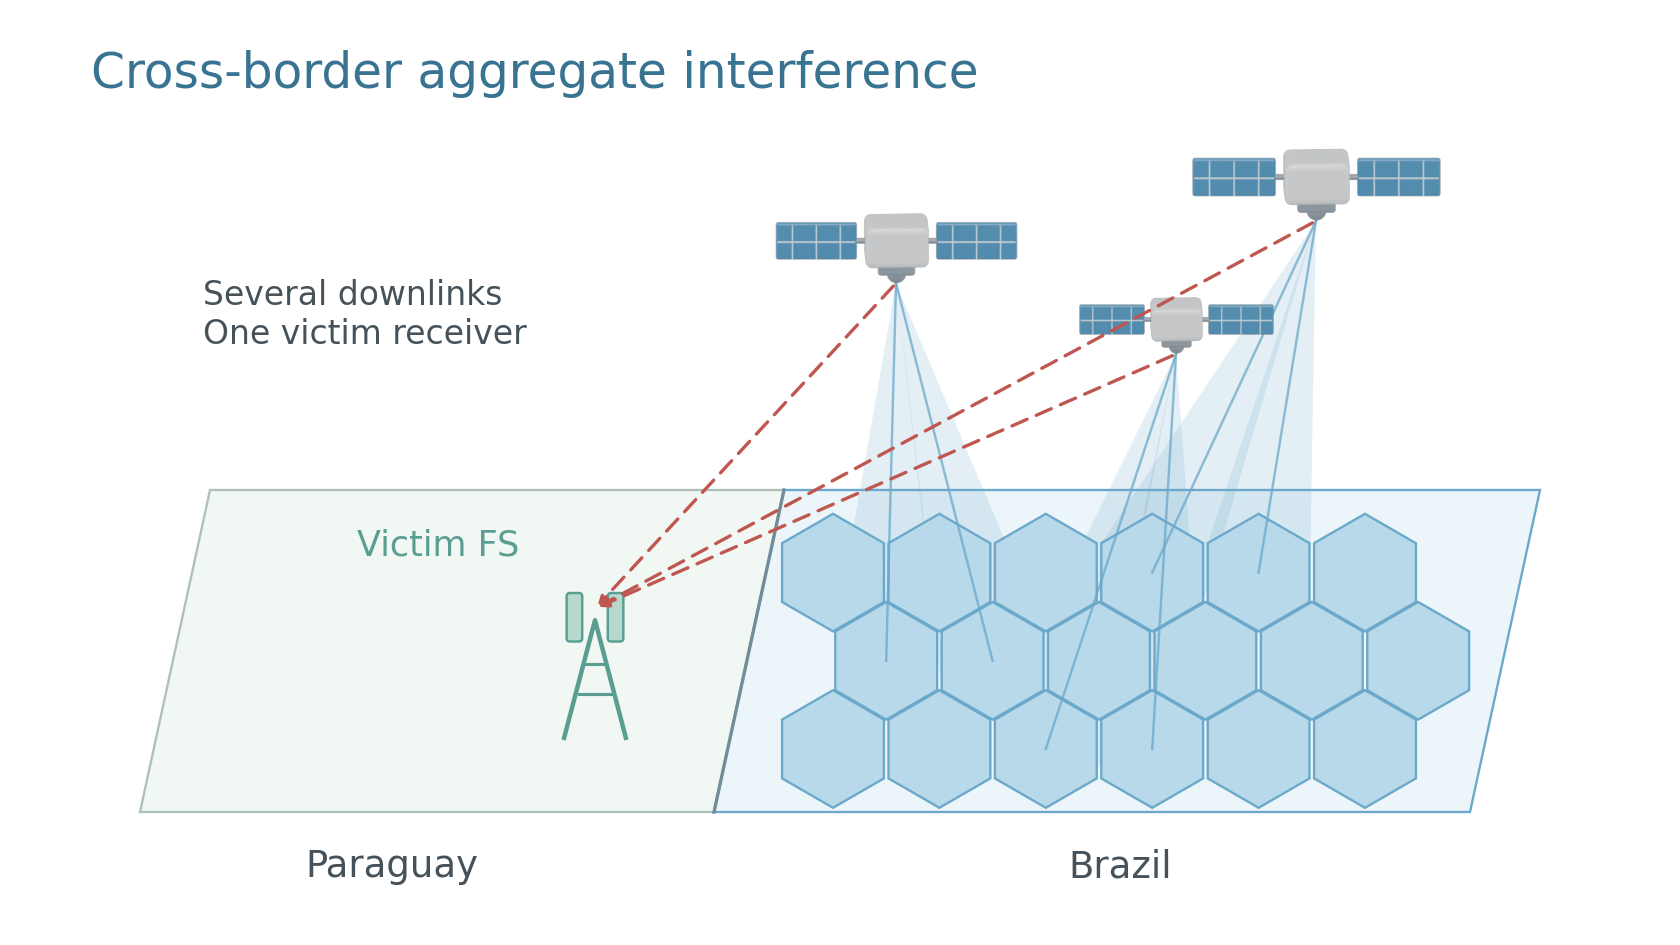 Cross-border aggregate interference
Several downlinks
One victim receiver
Victim FS
Paraguay
Brazil